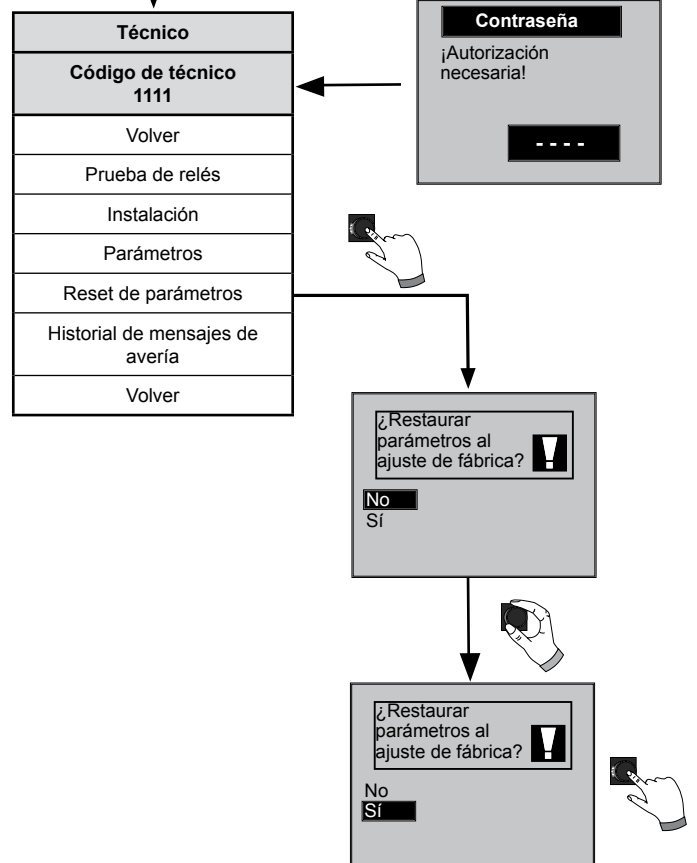 Técnico
Código de técnico
1111
Volver
Prueba de relés
Instalación
Parámetros
Reset de parámetros
Historial de mensajes de
avería
Volver
Contraseña
¡Autorización
necesaria!
- - - -
¿Restaurar
parámetros al
ajuste de fábrica?
!
No
Sí
¿Restaurar
parámetros al
ajuste de fábrica?
!
No
Sí